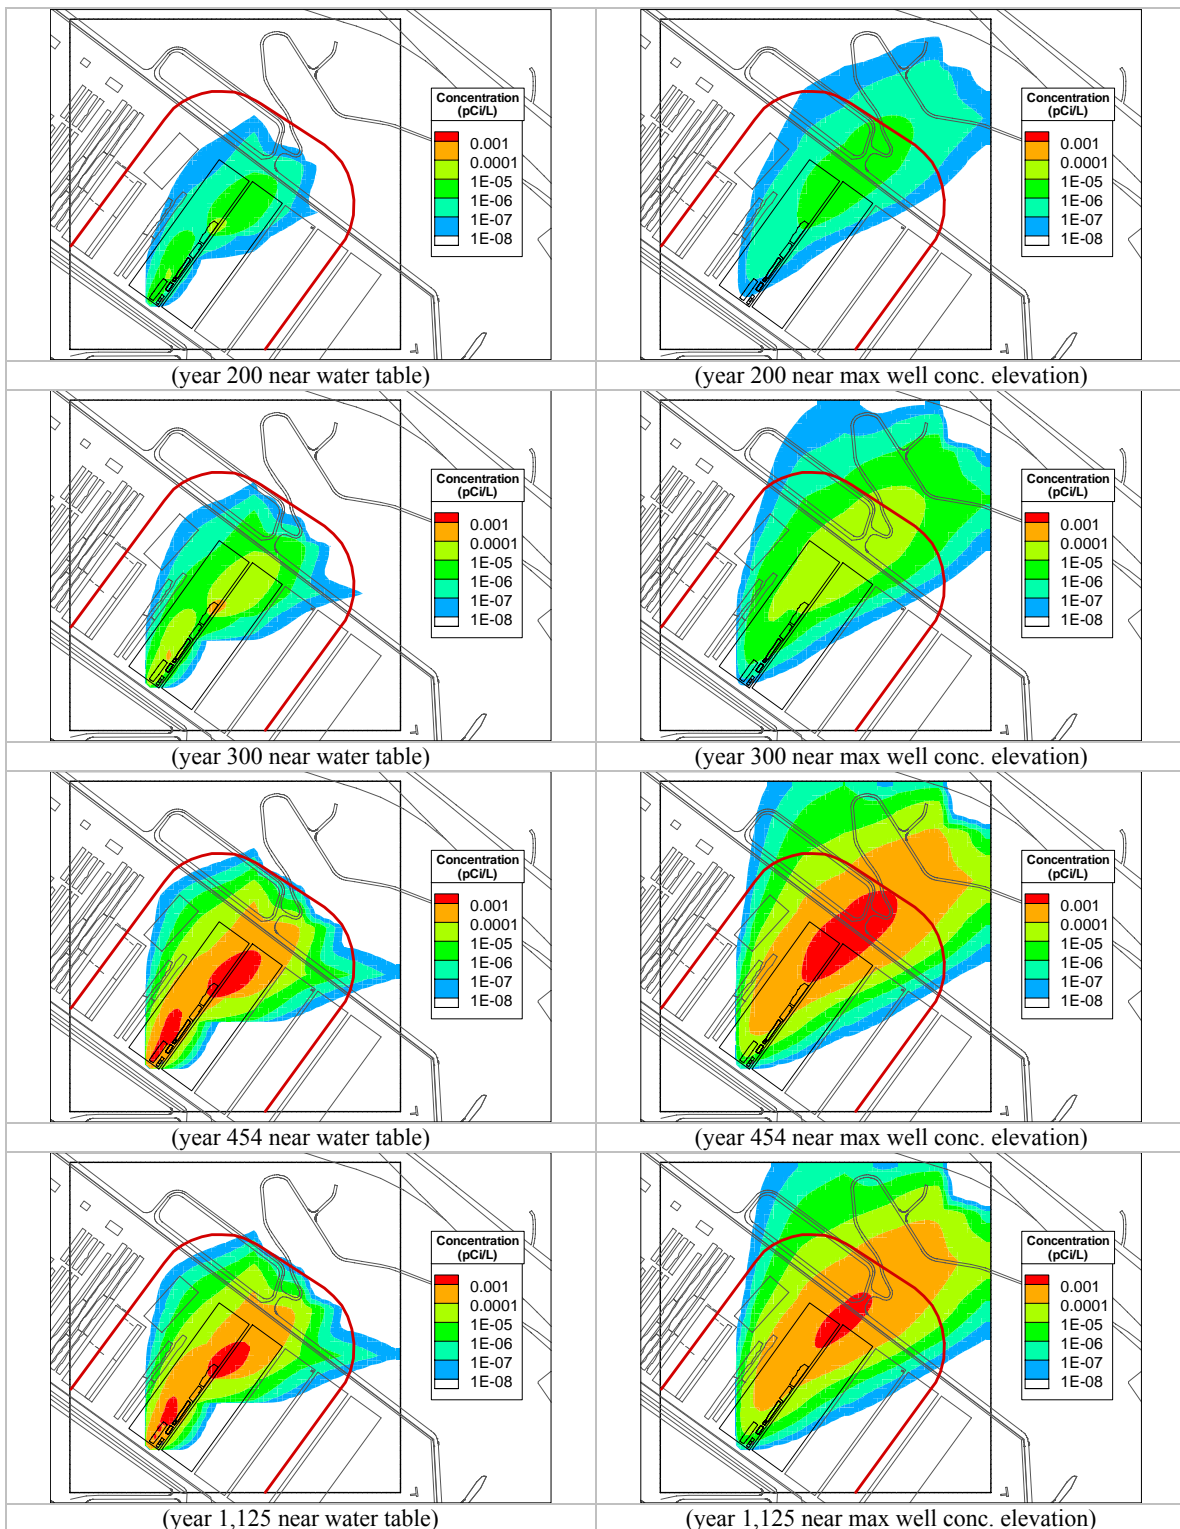 Concentration
(pCi/L)
0.001
0.0001
1E-05
1E-06
1E-07
1E-08
Concentration
(pCi/L)
0.001
0.0001
1E-05
1E-06
1E-07
1E-08
(year 200 near water table)
(year 200 near max well conc. elevation)
Concentration
(pCi/L)
0.001
0.0001
1E-05
1E-06
1E-07
1E-08
Concentration
(pCi/L)
0.001
0.0001
1E-05
1E-06
1E-07
1E-08
(year 300 near water table)
(year 300 near max well conc. elevation)
Concentration
(pCi/L)
0.001
0.0001
1E-05
1E-06
1E-07
1E-08
Concentration
(pCi/L)
0.001
0.0001
1E-05
1E-06
1E-07
1E-08
(year 454 near water table)
(year 454 near max well conc. elevation)
Concentration
(pCi/L)
0.001
0.0001
1E-05
1E-06
1E-07
1E-08
Concentration
(pCi/L)
0.001
0.0001
1E-05
1E-06
1E-07
1E-08
(year 1,125 near water table)
(year 1,125 near max well conc. elevation)